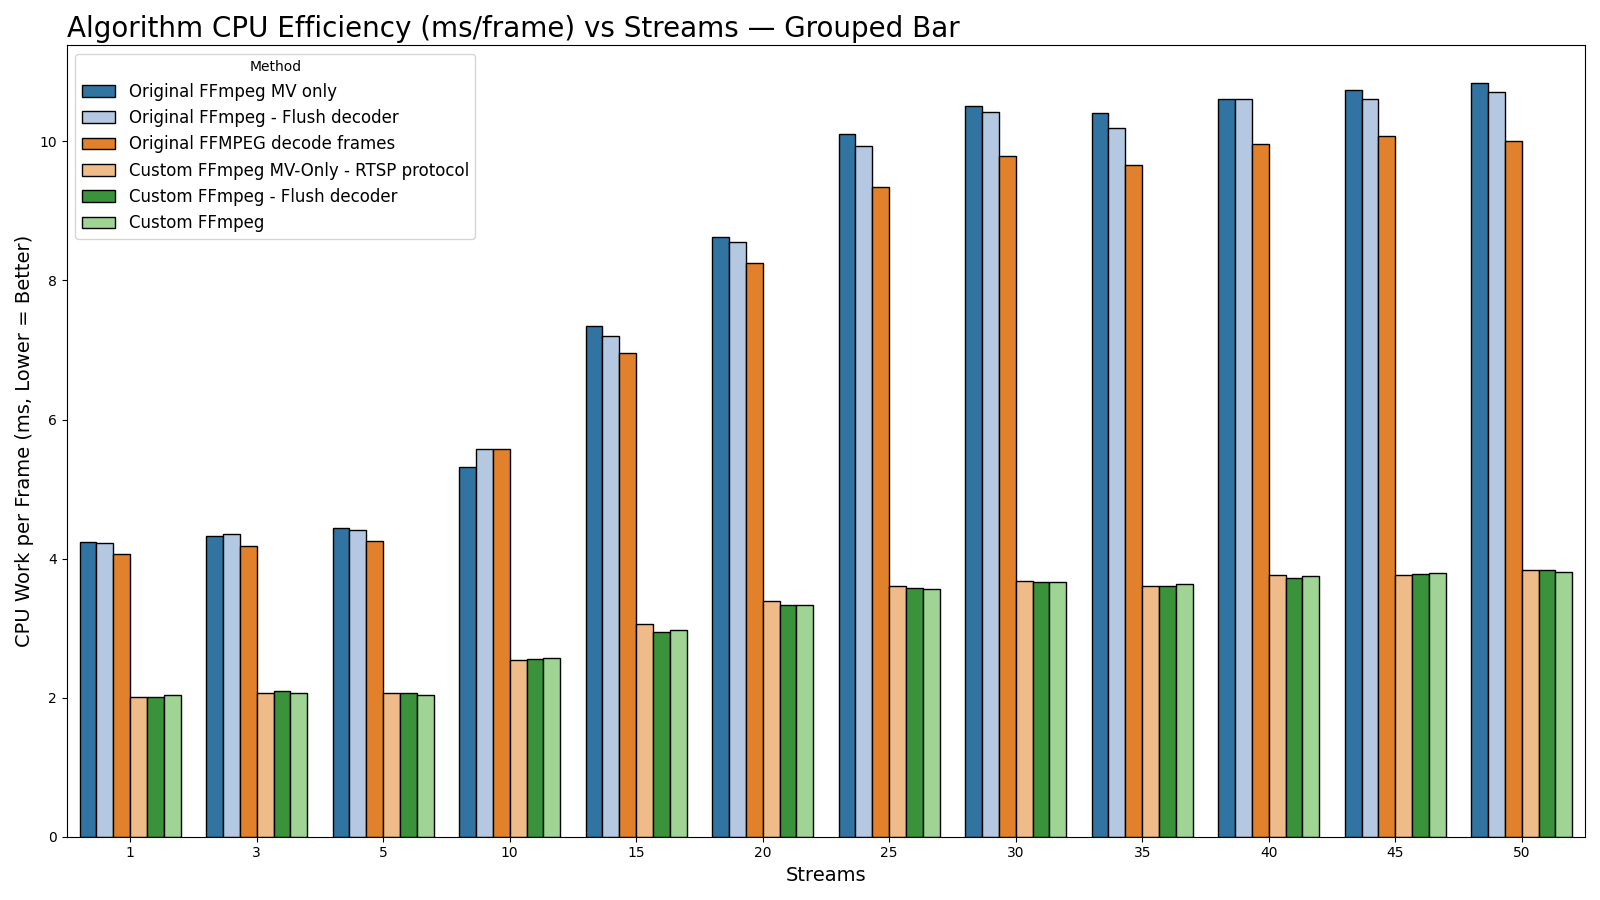 Algorithm CPU Efficiency (ms/frame) vs Streams — Grouped Bar
Method
Original FFmpeg MV only
Original FFmpeg - Flush decoder
Original FFMPEG decode frames
Custom FFmpeg MV-Only - RTSP protocol
Custom FFmpeg - Flush decoder
Custom FFmpeg
CPU Work per Frame (ms, Lower = Better)
10
8
6
4
2
0
1 3 5 10 15 20 25 30 35 40 45 50
Streams